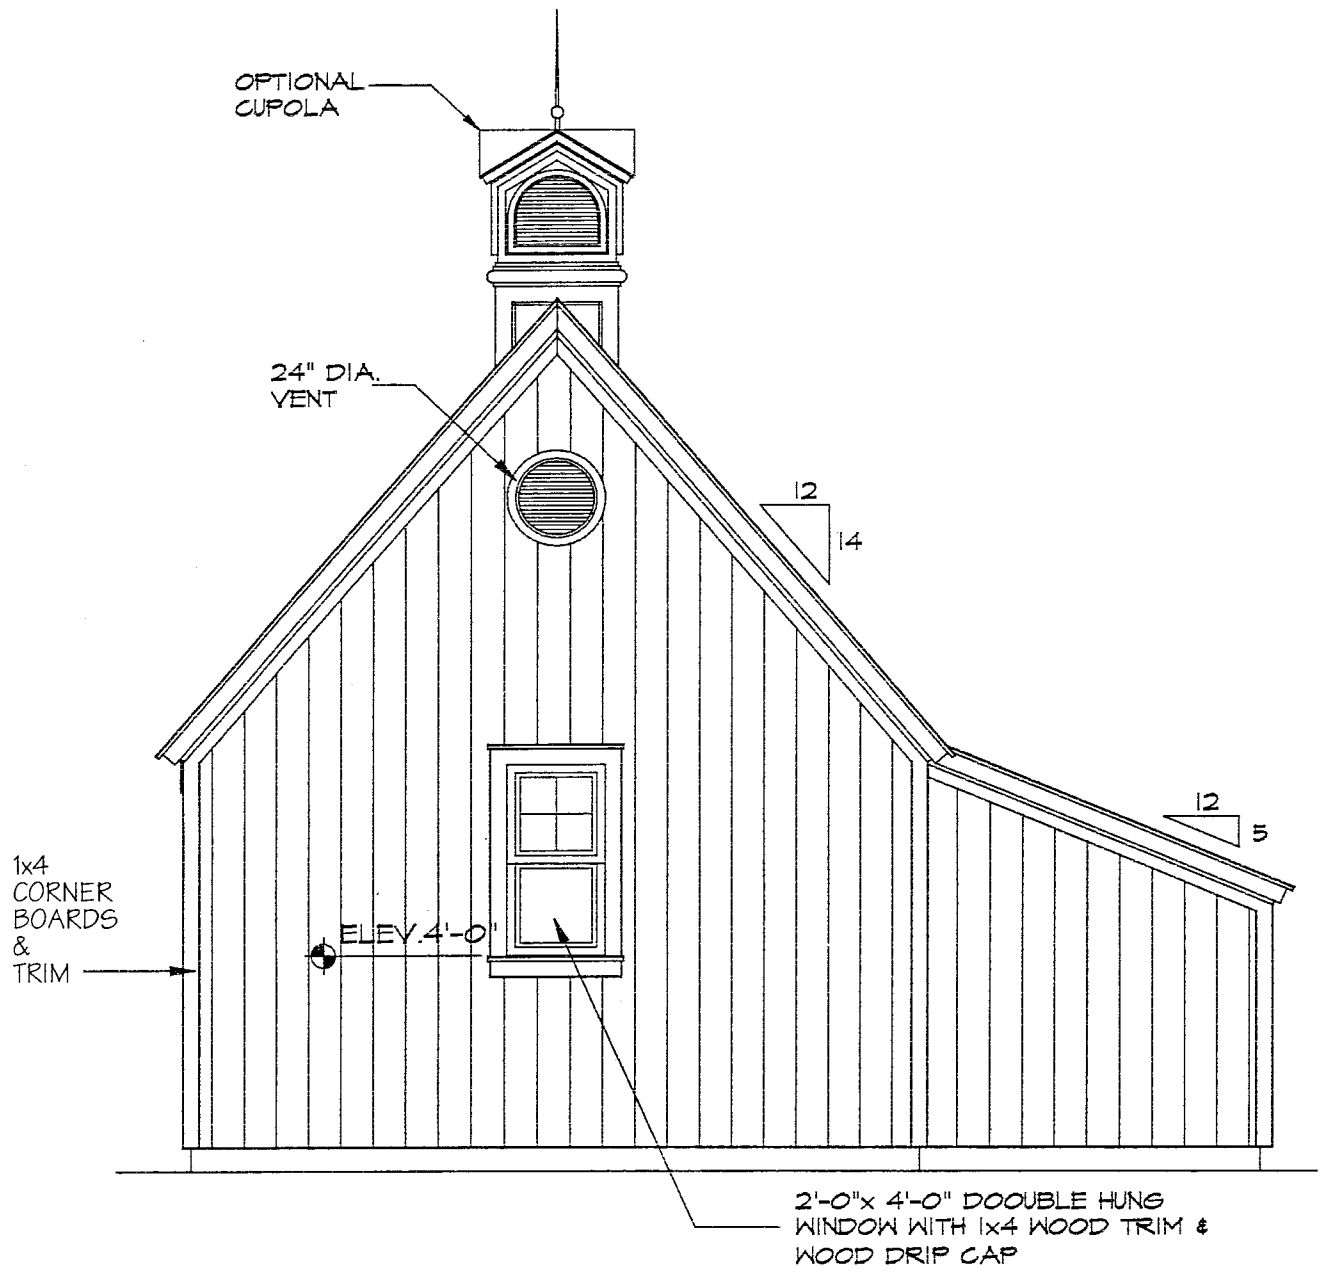 OPTIONAL
CUPOLA
24" DIA.
VENT
12
14
12
5
1x4
CORNER
BOARDS
&
TRIM
ELEV. 4'-0"
2'-0"x 4'-0" DOOUBLE HUNG
WINDOW WITH 1x4 WOOD TRIM &
WOOD DRIP CAP